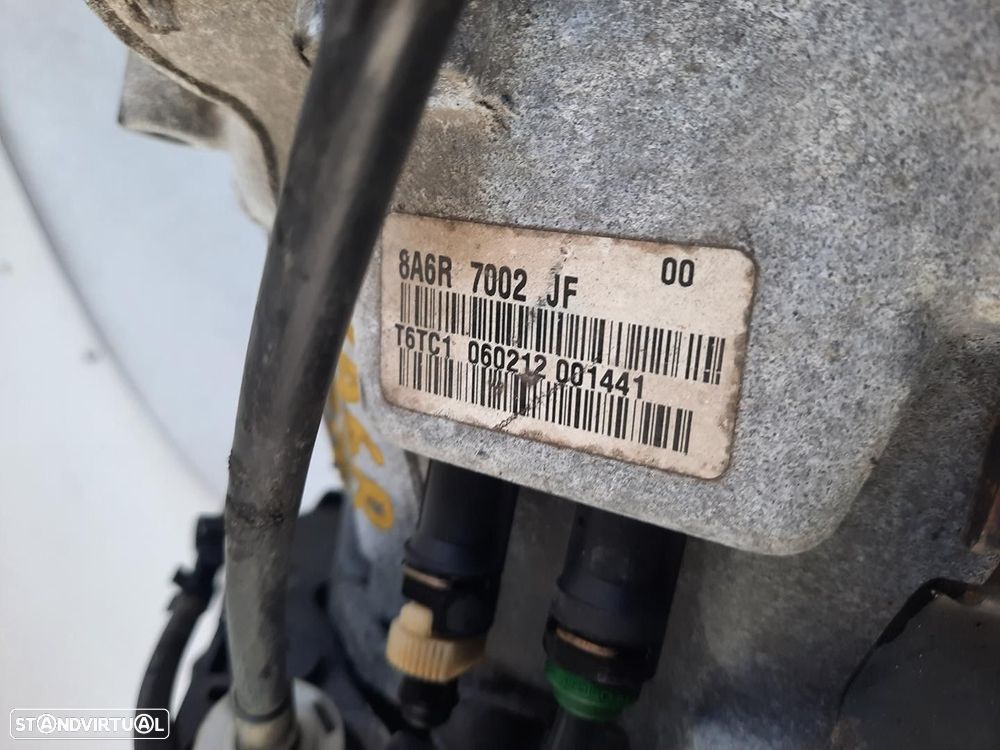 8A6R 7002 JF 00
T6TC1 060212 001441
STANDVIRTUAL